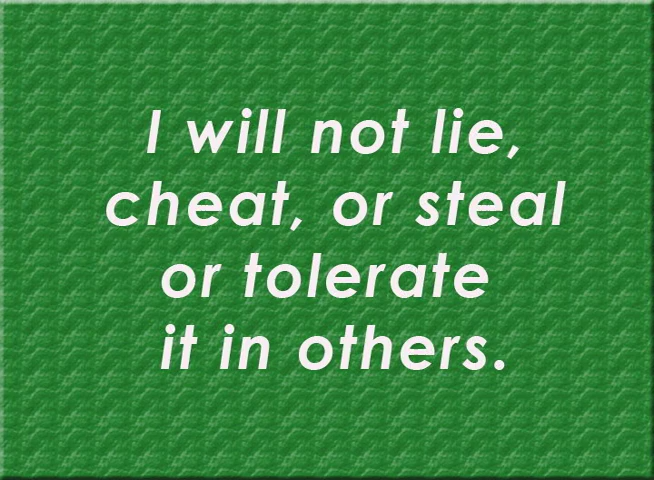 I will not lie,
cheat, or steal
or tolerate
it in others.